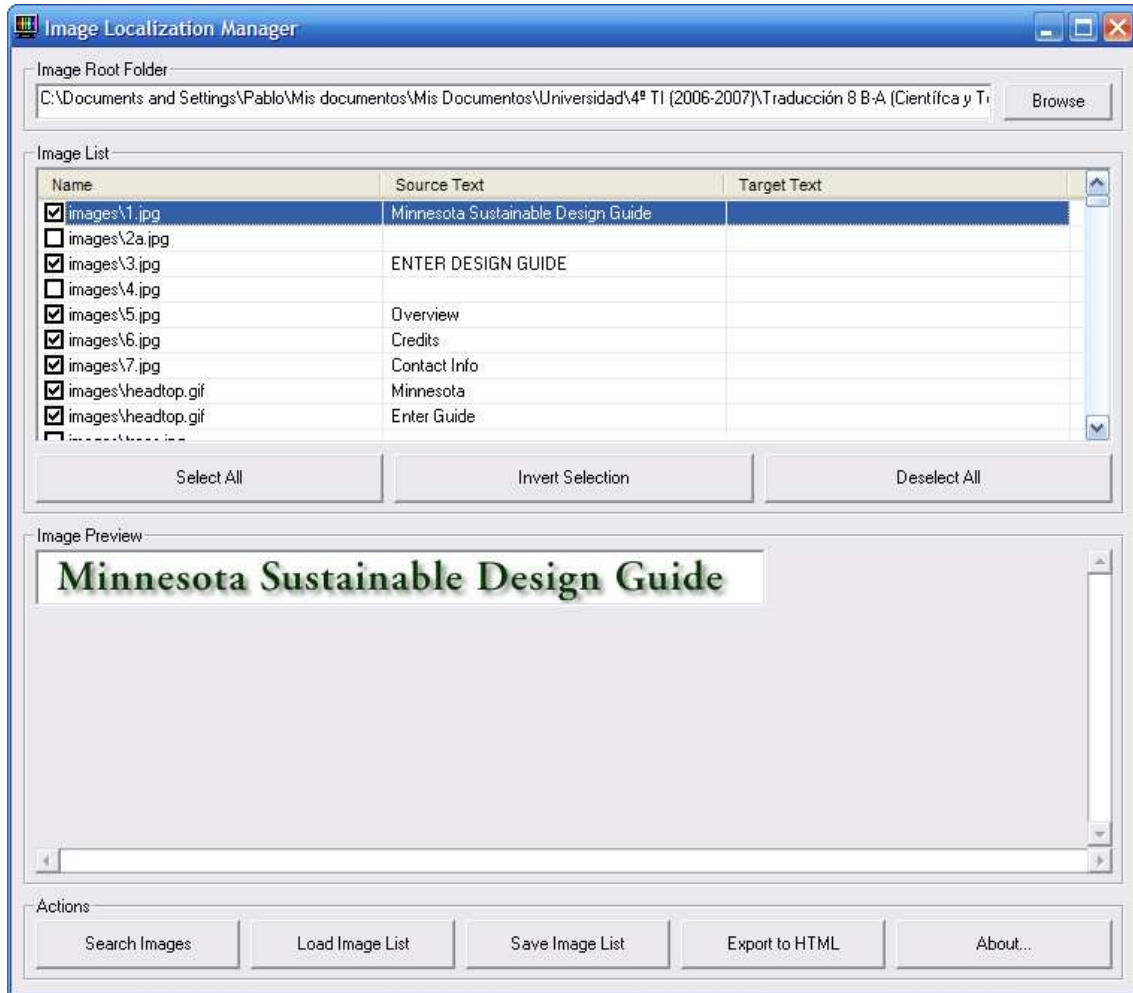 Image Localization Manager
Image Root Folder
C:\Documents and Settings\Pablo\Mis documentos\Mis Documentos\Universidad\4º TI (2006-2007)\Traducción 8 B-A (Científca y T Browse
Image List
Name Source Text Target Text
images\1.jpg Minnesota Sustainable Design Guide
images\2a.jpg
images\3.jpg ENTER DESIGN GUIDE
images\4.jpg
images\5.jpg Overview
images\6.jpg Credits
images\7.jpg Contact Info
images\headtop.gif Minnesota
images\headtop.gif Enter Guide
Select All Invert Selection Deselect All
Image Preview
Minnesota Sustainable Design Guide
Actions
Search Images Load Image List Save Image List Export to HTML About...